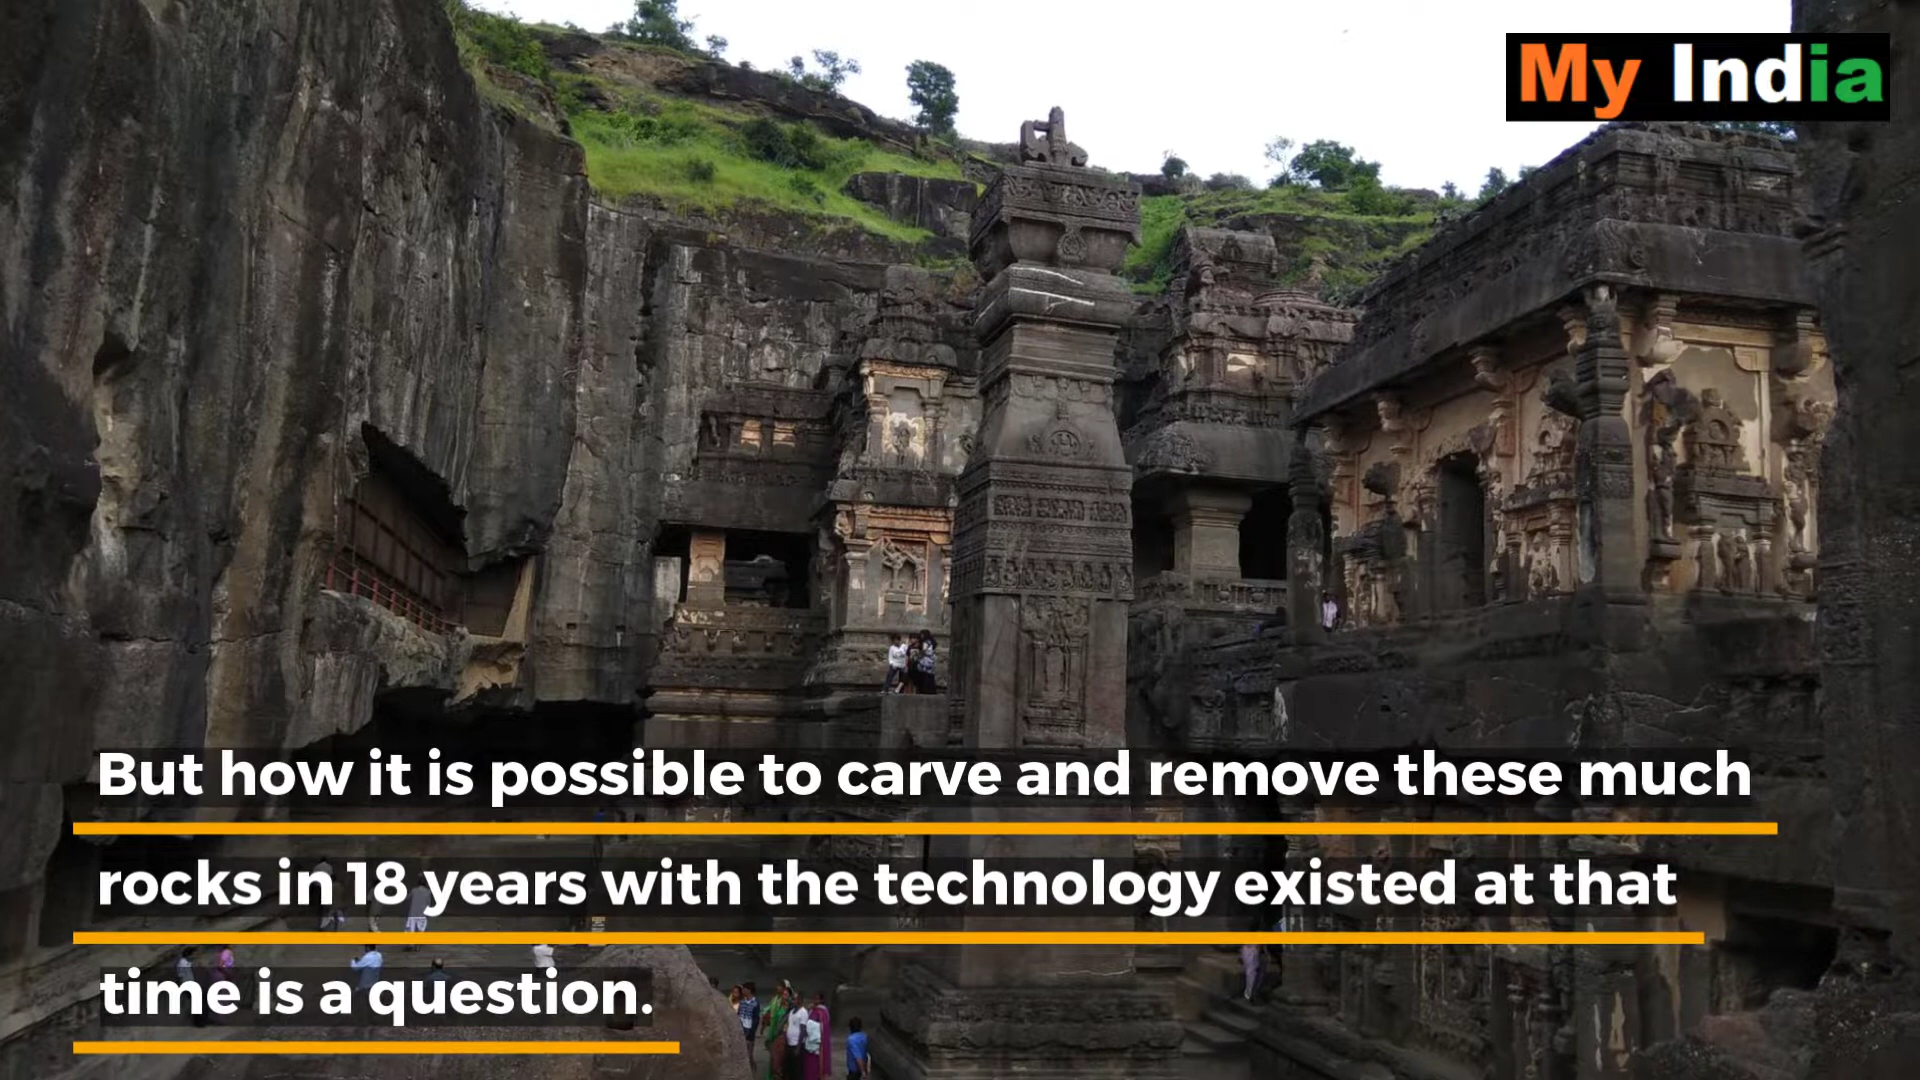 My India
But how it is possible to carve and remove these much
rocks in 18 years with the technology existed at that
time is a question.